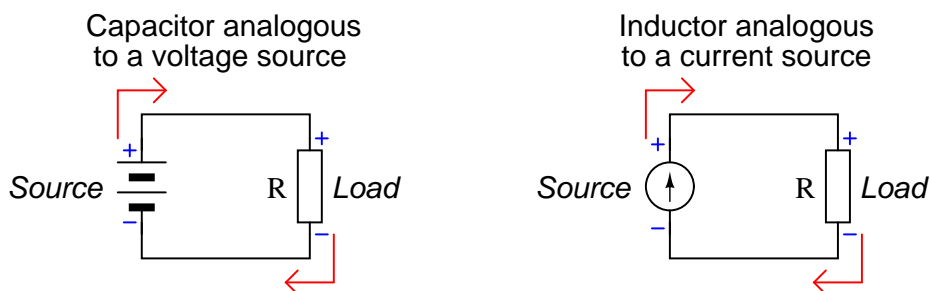 Capacitor analogous
to a voltage source
Inductor analogous
to a current source
+ +
Source R Load
− −
+ +
Source R Load
− −